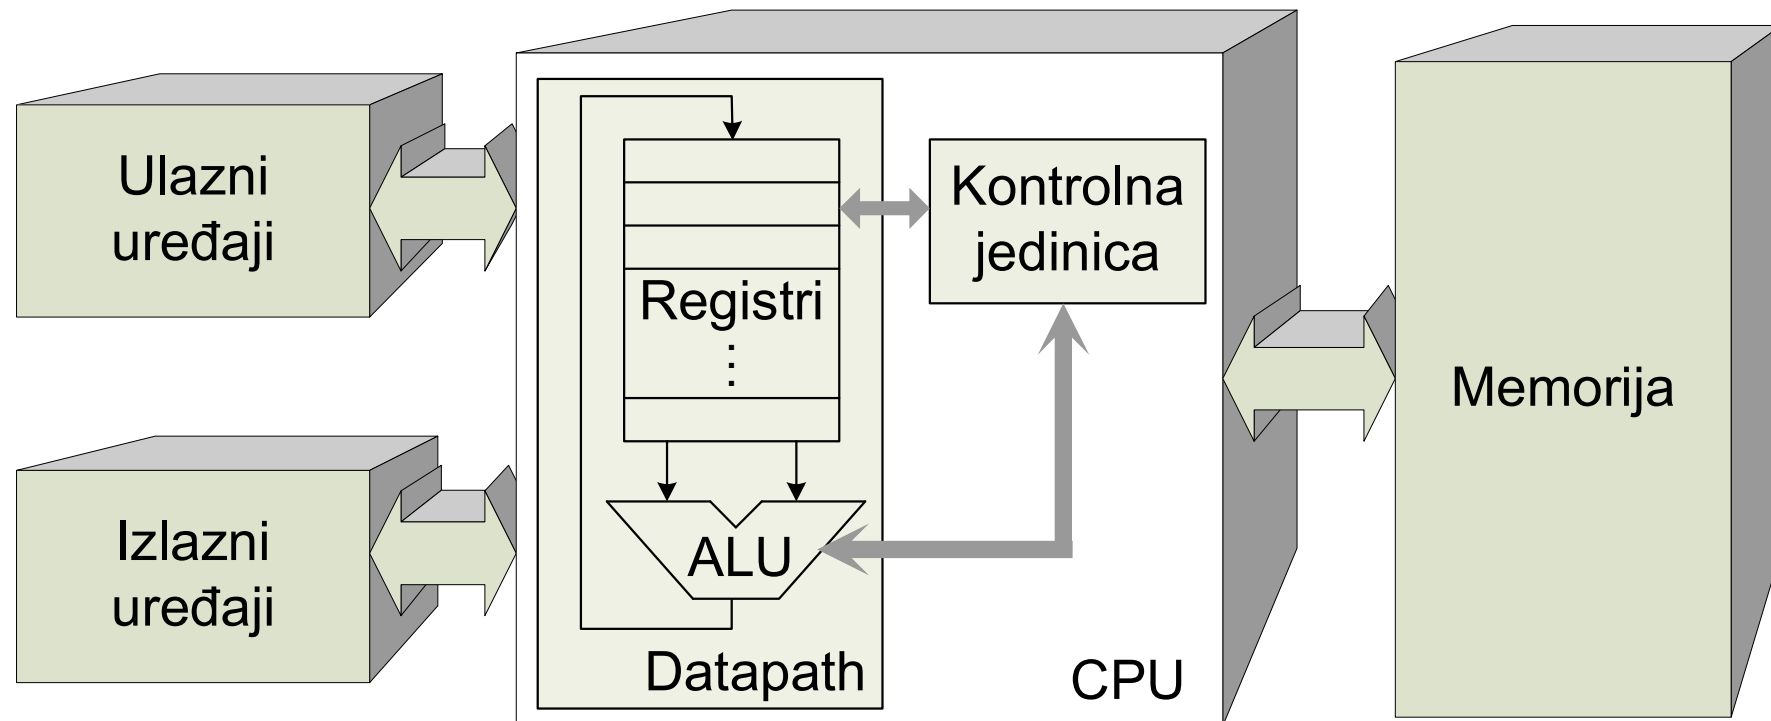 Ulazni
uređaji
Izlazni
uređaji
Registri
⋮
ALU
Datapath
Kontrolna
jedinica
CPU
Memorija